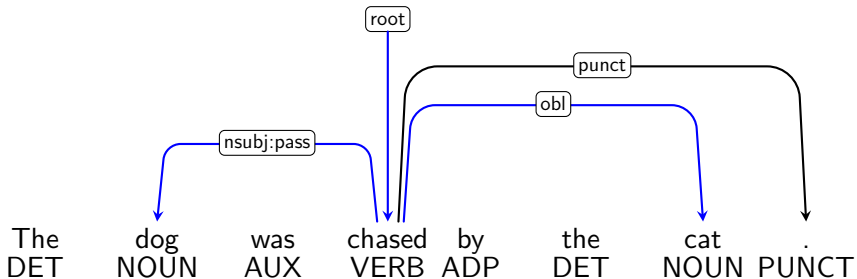 root
punct
obl
nsubj:pass
The dog was chased by the cat .
DET NOUN AUX VERB ADP DET NOUN PUNCT